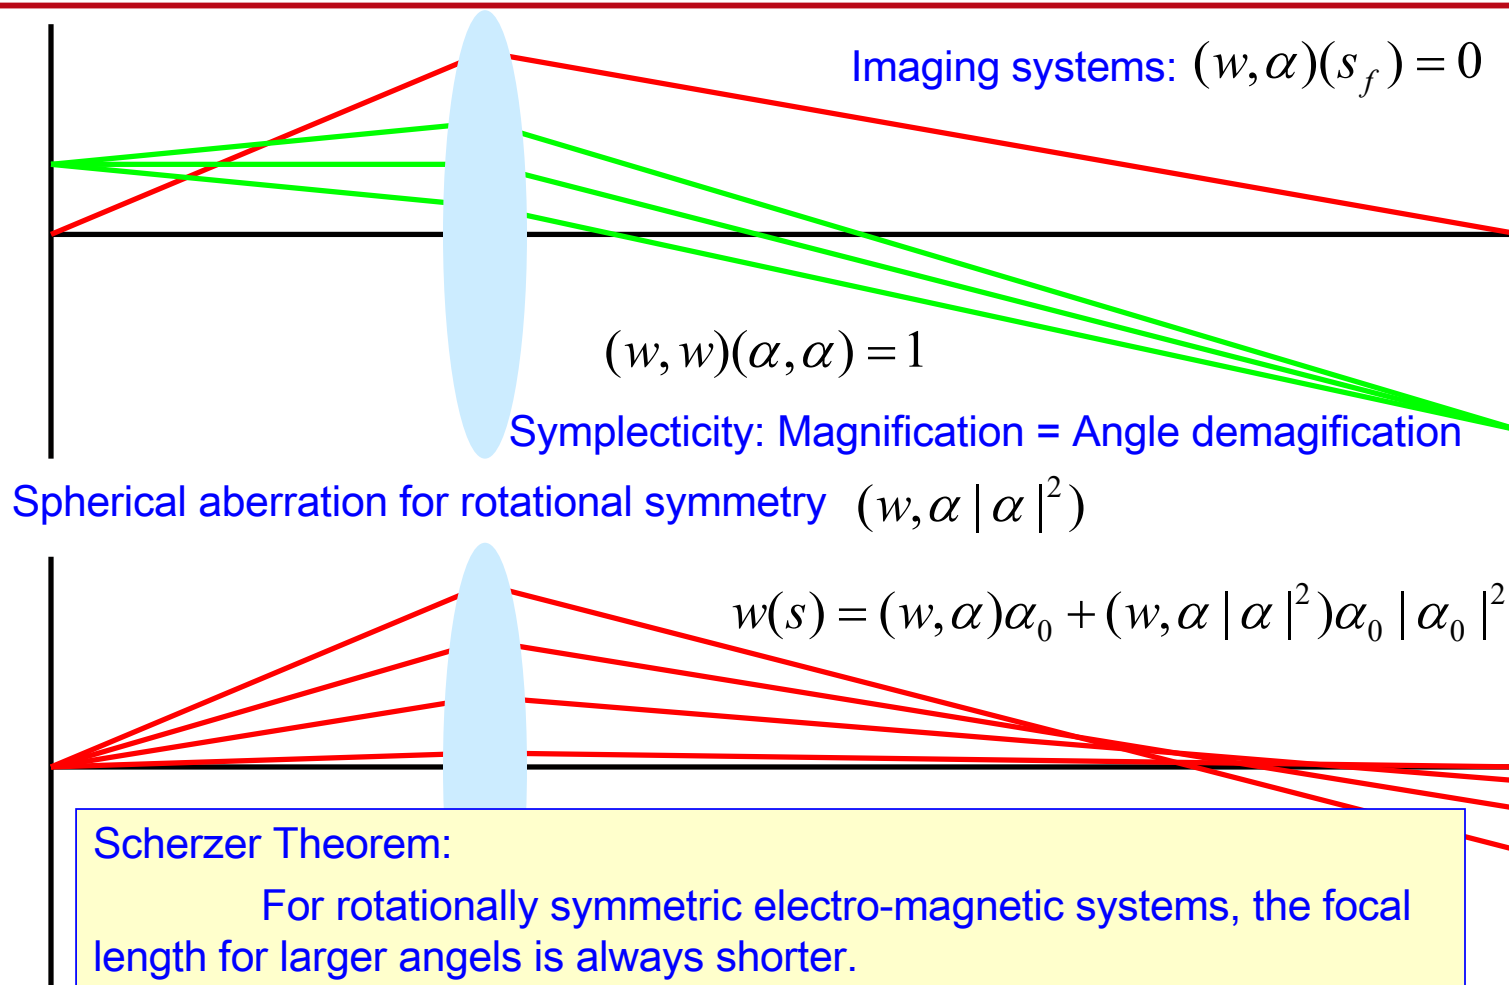 Imaging systems: (w,α)(s_f) = 0
(w,w)(α,α) = 1
Symplecticity: Magnification = Angle demagification
Spherical aberration for rotational symmetry (w,α|α|²)
w(s) = (w,α)α₀ + (w,α|α|²)α₀|α₀|²
Scherzer Theorem:
For rotationally symmetric electro-magnetic systems, the focal
length for larger angels is always shorter.